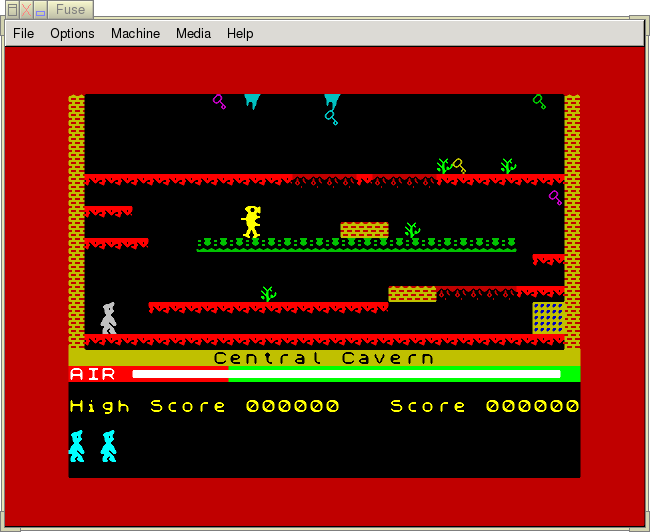 Fuse
File Options Machine Media Help
Central Cavern
AIR
High Score 000000 Score 000000